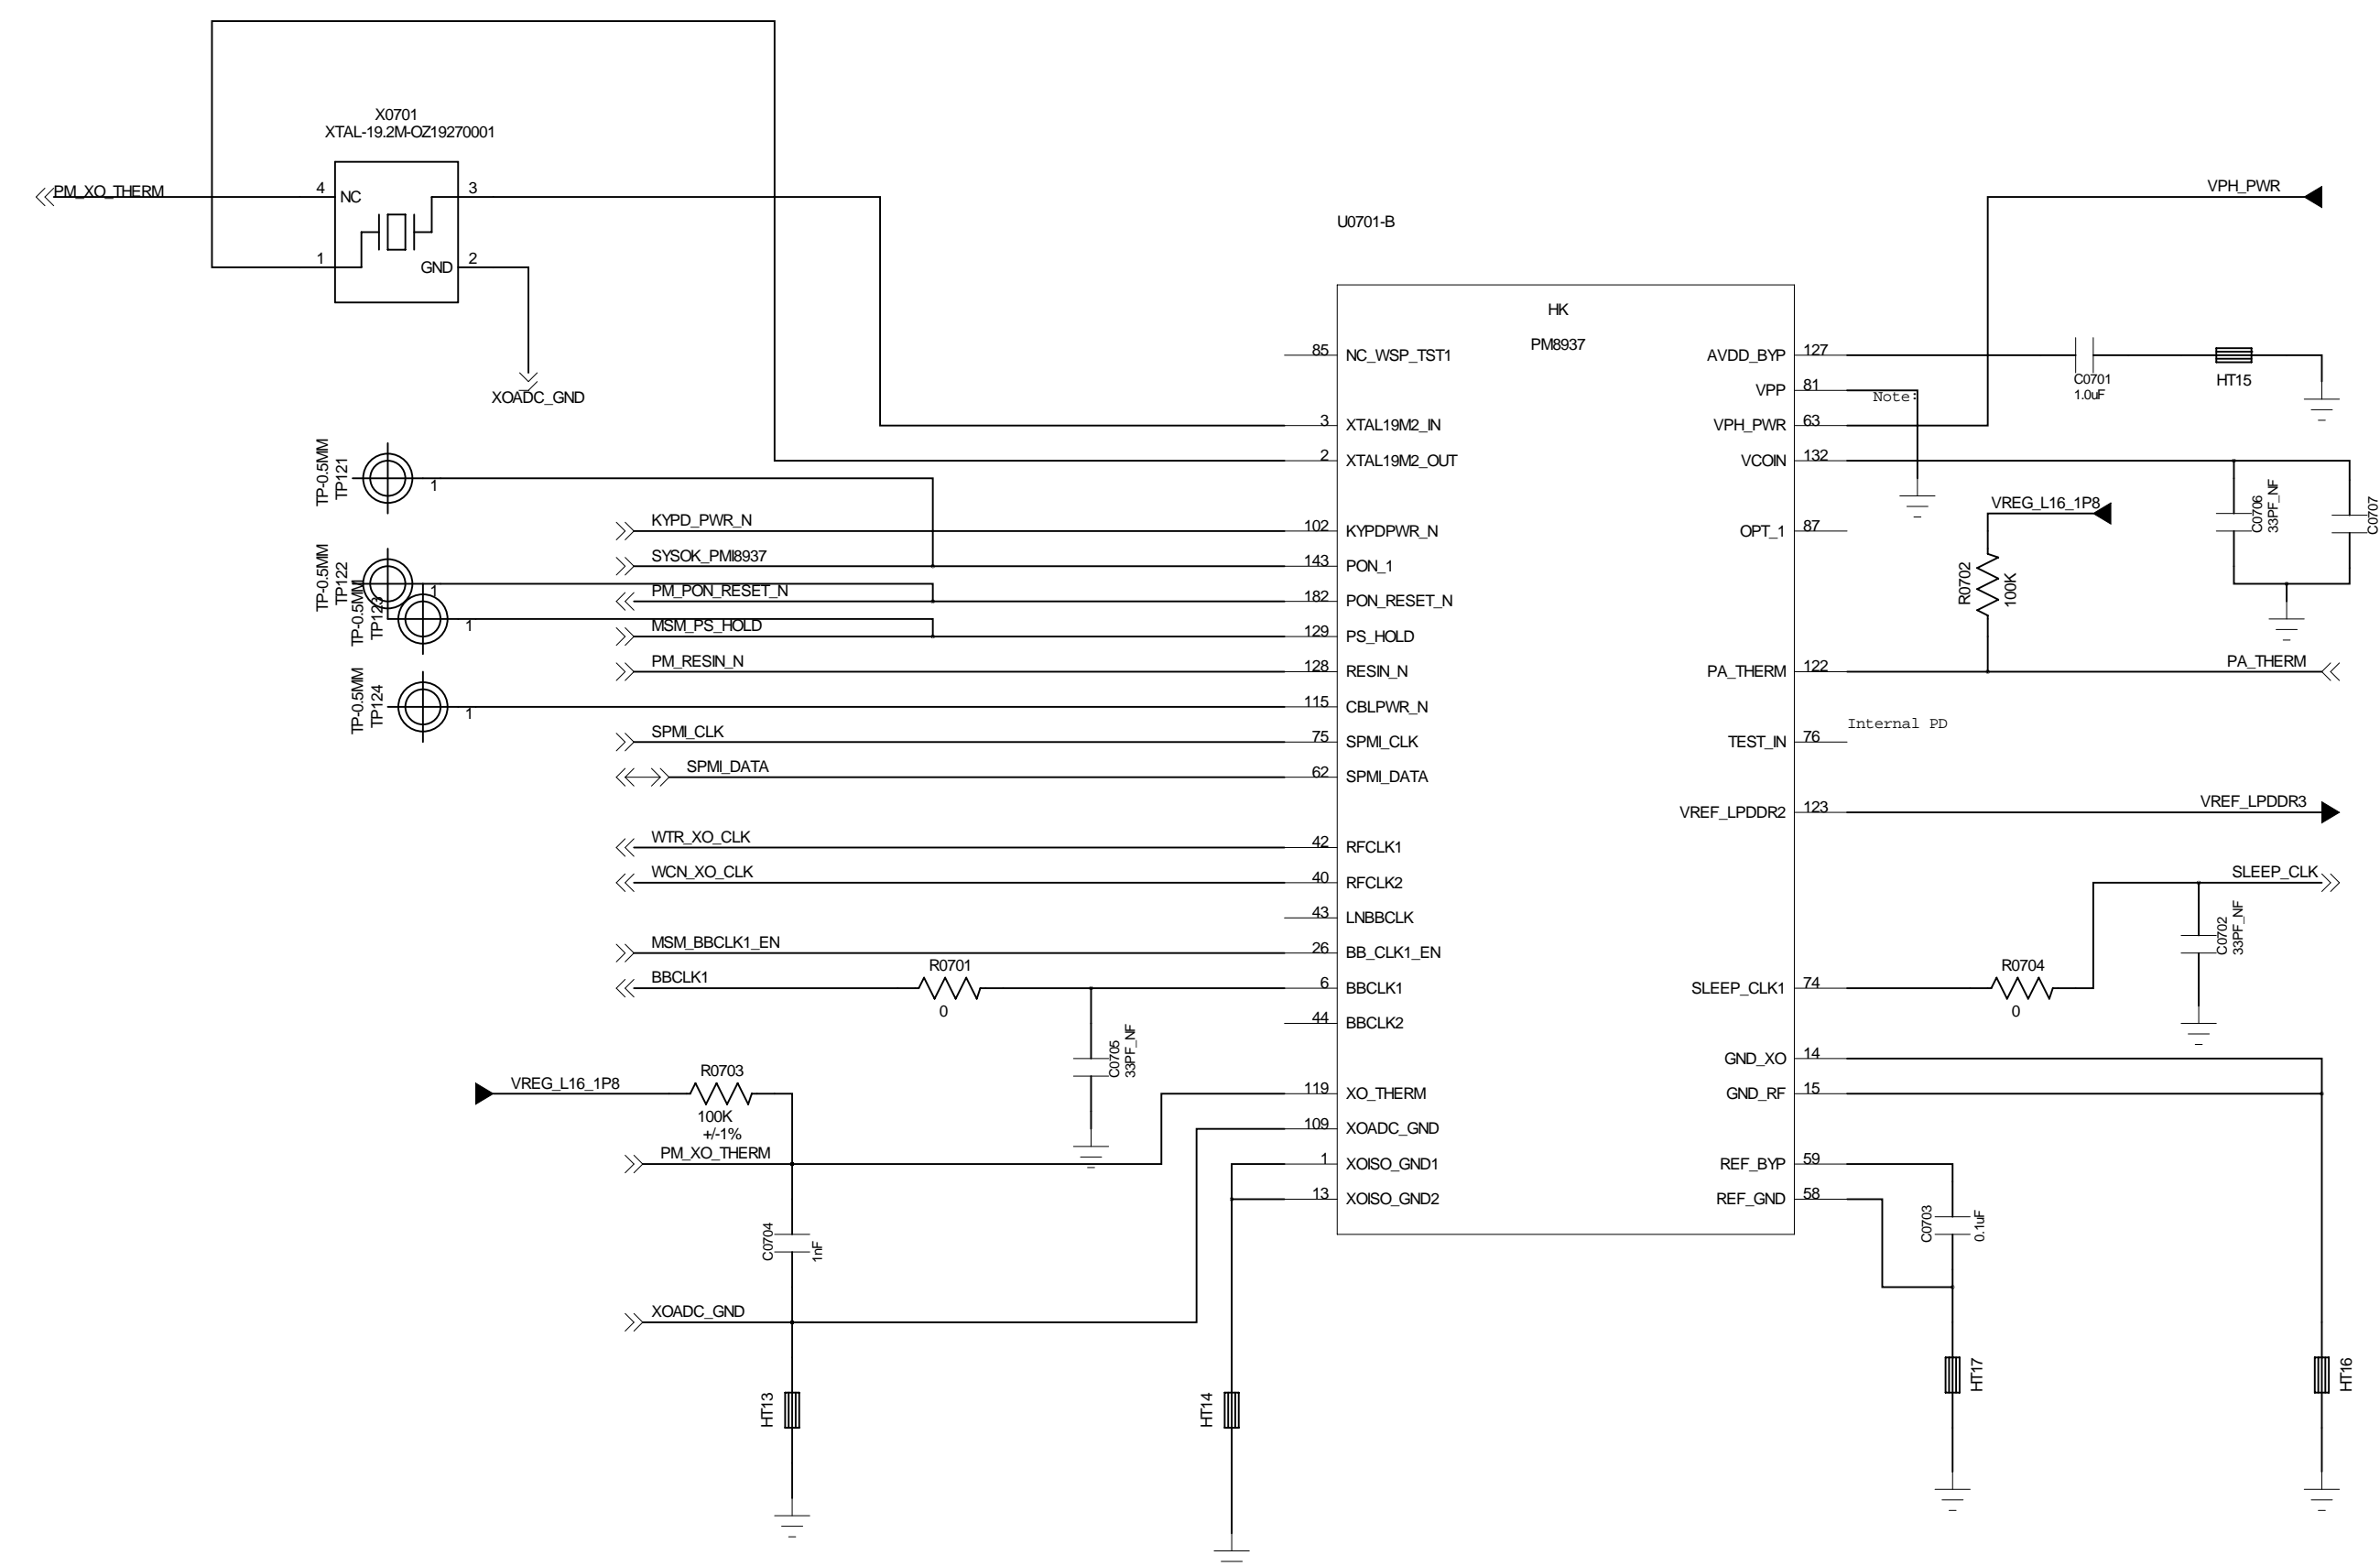 X0701
XTAL-19.2M-OZ19270001
PM_XO_THERM
4
NC
3
1
GND
2
XOADC_GND
TP-0.5MM
TP121
1
TP-0.5MM
TP122
1
TP-0.5MM
TP123
1
TP-0.5MM
TP124
1
KYPD_PWR_N
SYSOK_PMI8937
PM_PON_RESET_N
MSM_PS_HOLD
PM_RESIN_N
SPMI_CLK
SPMI_DATA
WTR_XO_CLK
WCN_XO_CLK
MSM_BBCLK1_EN
BBCLK1
R0701
0
C0705
33PF_NF
VREG_L16_1P8
R0703
100K
+/-1%
PM_XO_THERM
C0704
1nF
XOADC_GND
HT13
HT14
U0701-B
HK
PM8937
85 NC_WSP_TST1
3 XTAL19M2_IN
2 XTAL19M2_OUT
102 KYPDPWR_N
143 PON_1
182 PON_RESET_N
129 PS_HOLD
128 RESIN_N
115 CBLPWR_N
75 SPMI_CLK
62 SPMI_DATA
42 RFCLK1
40 RFCLK2
43 LNBBCLK
26 BB_CLK1_EN
6 BBCLK1
44 BBCLK2
119 XO_THERM
109 XOADC_GND
1 XOISO_GND1
13 XOISO_GND2
AVDD_BYP 127
VPP 81
VPH_PWR 63
VCOIN 132
OPT_1 87
PA_THERM 122
TEST_IN 76
VREF_LPDDR2 123
SLEEP_CLK1 74
GND_XO 14
GND_RF 15
REF_BYP 59
REF_GND 58
VPH_PWR
C0701
1.0uF
HT15
Note:
VREG_L16_1P8
R0702
100K
C0706
33PF_NF
C0707
PA_THERM
Internal PD
VREF_LPDDR3
SLEEP_CLK
C0702
33PF_NF
R0704
0
C0703
0.1uF
HT17
HT16